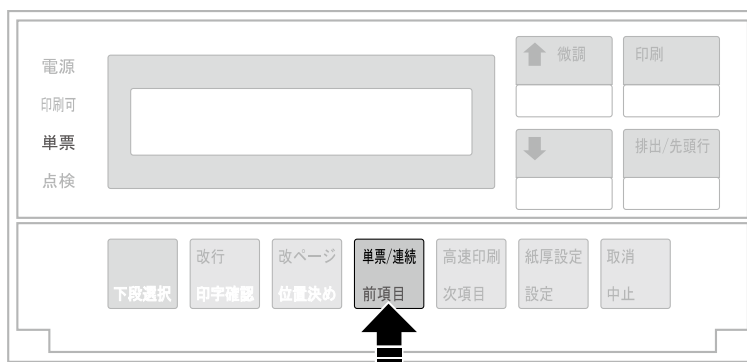 電源
印刷可
単票
点検
微調
印刷
排出/先頭行
改行
改ページ
単票/連続
高速印刷
紙厚設定
取消
下段選択
印字確認
位置決め
前項目
次項目
設定
中止